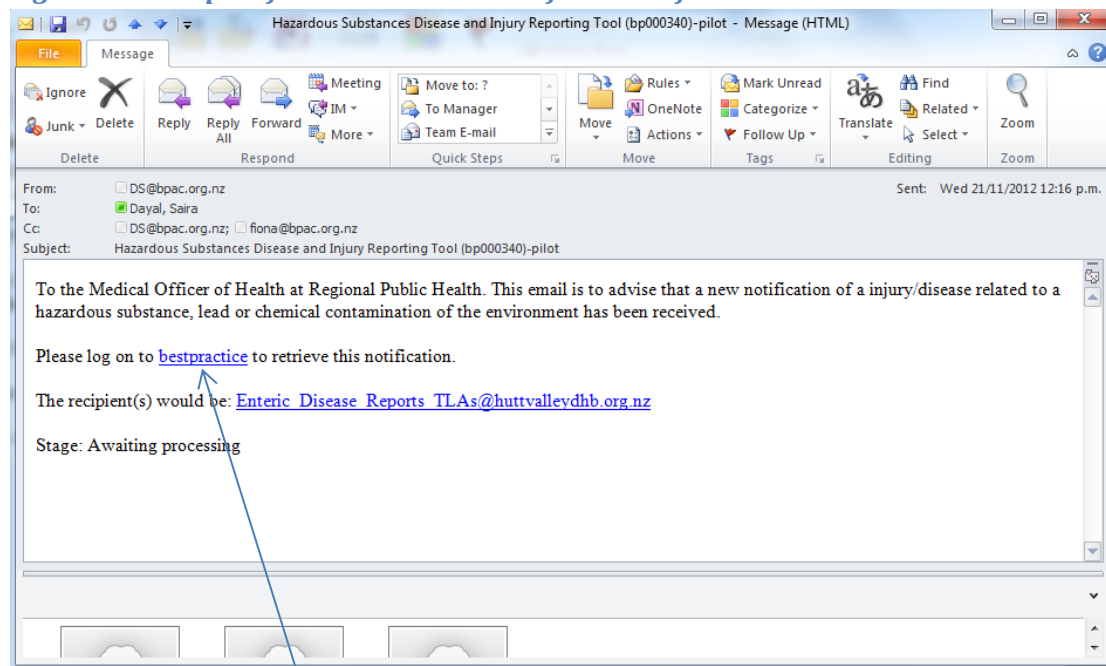 Hazardous Substances Disease and Injury Reporting Tool (bp000340)-pilot - Message (HTML)
File Message
Ignore
Junk
Delete
Reply
Reply All
Forward
Meeting
IM
More
Move to: ?
To Manager
Team E-mail
Move
Rules
OneNote
Actions
Mark Unread
Categorize
Follow Up
Translate
Find
Related
Select
Zoom
Delete Respond Quick Steps Move Tags Editing Zoom
From: DS@bpac.org.nz Sent: Wed 21/11/2012 12:16 p.m.
To: Dayal, Saira
Cc: DS@bpac.org.nz; fiona@bpac.org.nz
Subject: Hazardous Substances Disease and Injury Reporting Tool (bp000340)-pilot
To the Medical Officer of Health at Regional Public Health. This email is to advise that a new notification of a injury/disease related to a
hazardous substance, lead or chemical contamination of the environment has been received.
Please log on to bestpractice to retrieve this notification.
The recipient(s) would be: Enteric_Disease_Reports_TLAs@huttvalleydhb.org.nz
Stage: Awaiting processing